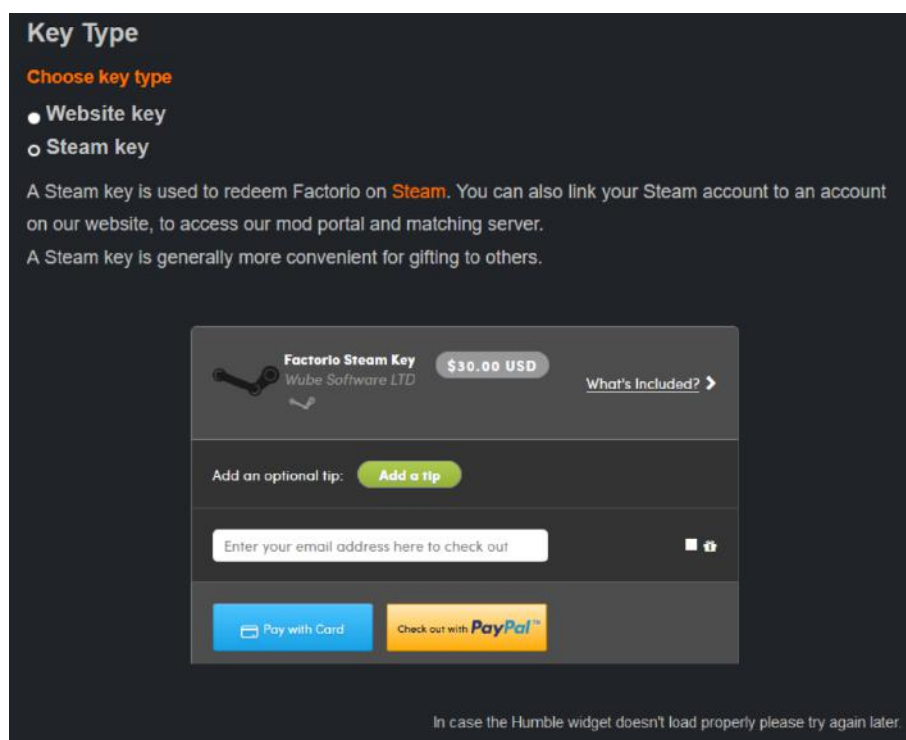 Key Type
Choose key type
Website key
Steam key
A Steam key is used to redeem Factorio on Steam. You can also link your Steam account to an account
on our website, to access our mod portal and matching server.
A Steam key is generally more convenient for gifting to others.
Factorio Steam Key
$30.00 USD
Wube Software LTD
What's Included?
Add an optional tip:
Add a tip
Enter your email address here to check out
Pay with Card
Check out with PayPal™
In case the Humble widget doesn't load properly please try again later.